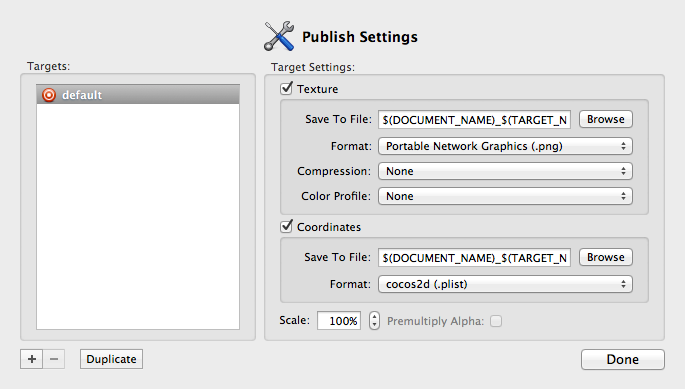 Publish Settings
Targets:
default
Target Settings:
Texture
Save To File: $(DOCUMENT_NAME)_$(TARGET_N Browse
Format: Portable Network Graphics (.png)
Compression: None
Color Profile: None
Coordinates
Save To File: $(DOCUMENT_NAME)_$(TARGET_N Browse
Format: cocos2d (.plist)
Scale: 100% Premultiply Alpha:
+ − Duplicate Done